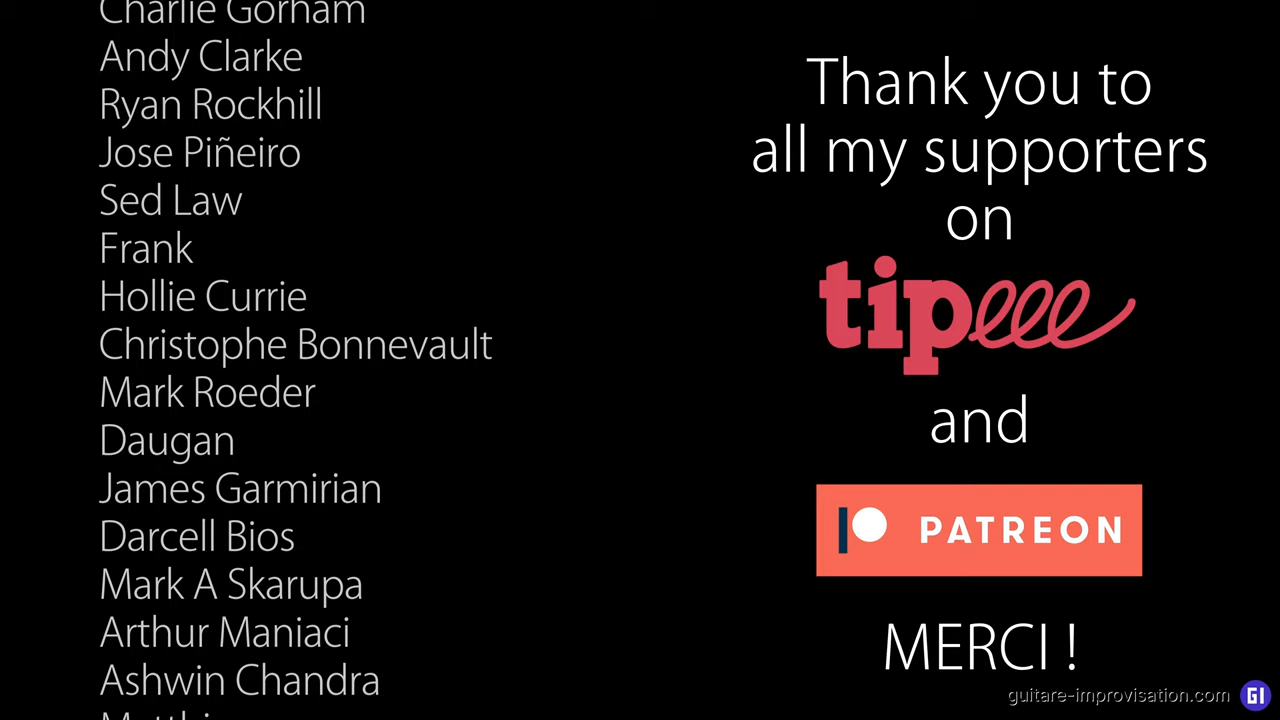 Charlie Gorham
Andy Clarke
Ryan Rockhill
Jose Piñeiro
Sed Law
Frank
Hollie Currie
Christophe Bonnevault
Mark Roeder
Daugan
James Garmirian
Darcell Bios
Mark A Skarupa
Arthur Maniaci
Ashwin Chandra
Thank you to
all my supporters
on
tipeee
and
PATREON
MERCI !
guitare-improvisation.com GI